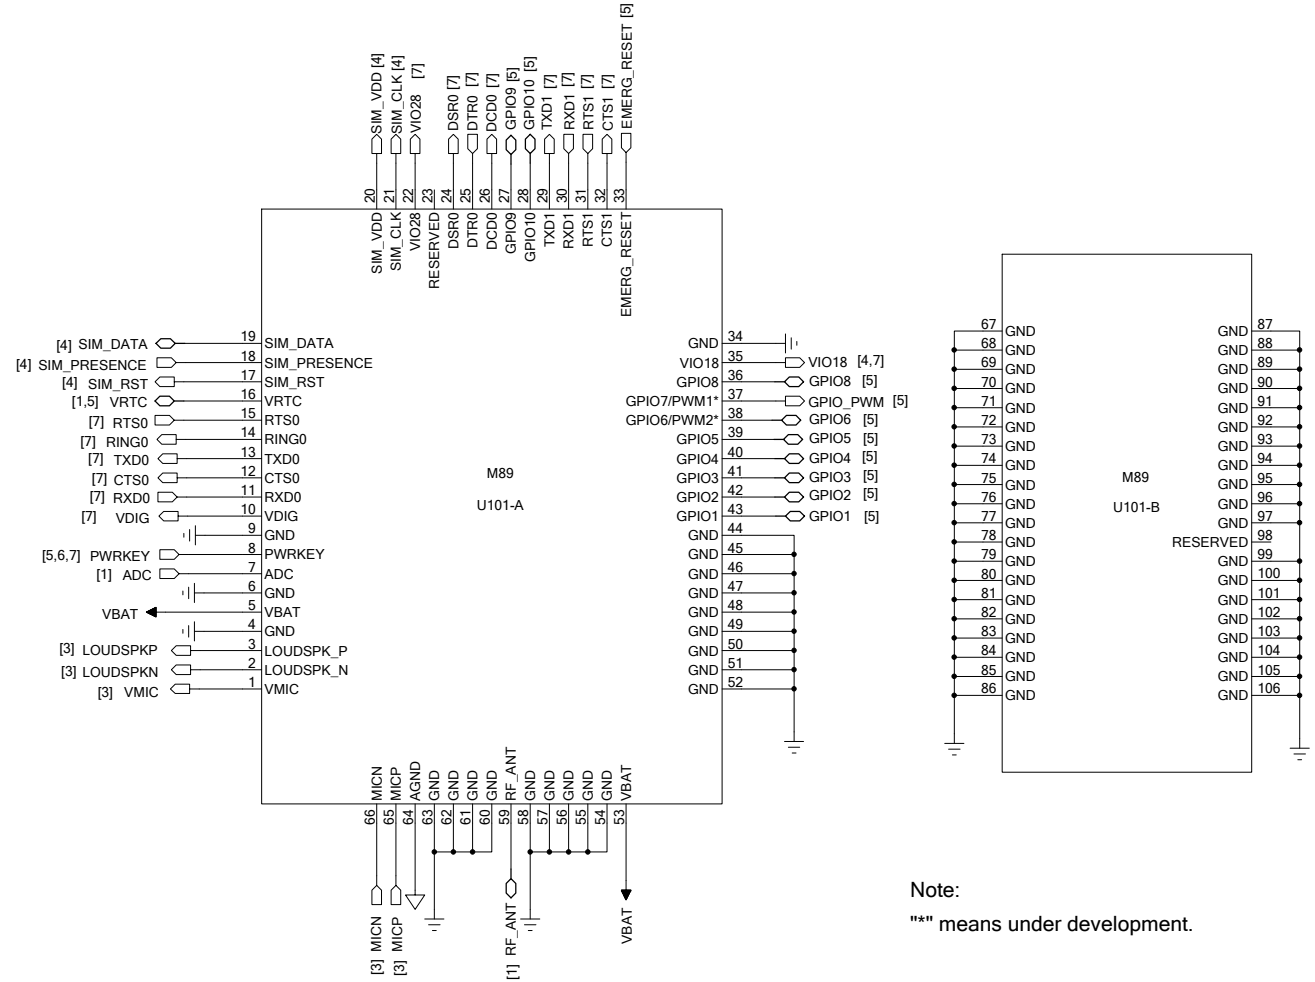 SIM_VDD [4]
SIM_CLK [4]
VIO28 [7]
DSR0 [7]
DTR0 [7]
DCD0 [7]
GPIO9 [5]
GPIO10 [5]
TXD1 [7]
RXD1 [7]
RTS1 [7]
CTS1 [7]
EMERG_RESET [5]
20 SIM_VDD
21 SIM_CLK
22 VIO28
23 RESERVED
24 DSR0
25 DTR0
26 DCD0
27 GPIO9
28 GPIO10
29 TXD1
30 RXD1
31 RTS1
32 CTS1
33 EMERG_RESET
[4] SIM_DATA 19 SIM_DATA
[4] SIM_PRESENCE 18 SIM_PRESENCE
[4] SIM_RST 17 SIM_RST
[1,5] VRTC 16 VRTC
[7] RTS0 15 RTS0
[7] RING0 14 RING0
[7] TXD0 13 TXD0
[7] CTS0 12 CTS0
[7] RXD0 11 RXD0
[7] VDIG 10 VDIG
9 GND
[5,6,7] PWRKEY 8 PWRKEY
[1] ADC 7 ADC
6 GND
VBAT 5 VBAT
4 GND
[3] LOUDSPKP 3 LOUDSPK_P
[3] LOUDSPKN 2 LOUDSPK_N
[3] VMIC 1 VMIC
M89
U101-A
GND 34
VIO18 35 VIO18 [4,7]
GPIO8 36 GPIO8 [5]
GPIO7/PWM1* 37 GPIO_PWM [5]
GPIO6/PWM2* 38 GPIO6 [5]
GPIO5 39 GPIO5 [5]
GPIO4 40 GPIO4 [5]
GPIO3 41 GPIO3 [5]
GPIO2 42 GPIO2 [5]
GPIO1 43 GPIO1 [5]
GND 44
GND 45
GND 46
GND 47
GND 48
GND 49
GND 50
GND 51
GND 52
MICN 66
MICP 65
AGND 64
GND 63
GND 62
GND 61
GND 60
RF_ANT 59
GND 58
GND 57
GND 56
GND 55
GND 54
VBAT 53
[3] MICN
[3] MICP
[1] RF_ANT
VBAT
67 GND
68 GND
69 GND
70 GND
71 GND
72 GND
73 GND
74 GND
75 GND
76 GND
77 GND
78 GND
79 GND
80 GND
81 GND
82 GND
83 GND
84 GND
85 GND
86 GND
M89
U101-B
GND 87
GND 88
GND 89
GND 90
GND 91
GND 92
GND 93
GND 94
GND 95
GND 96
GND 97
RESERVED 98
GND 99
GND 100
GND 101
GND 102
GND 103
GND 104
GND 105
GND 106
Note:
"*" means under development.